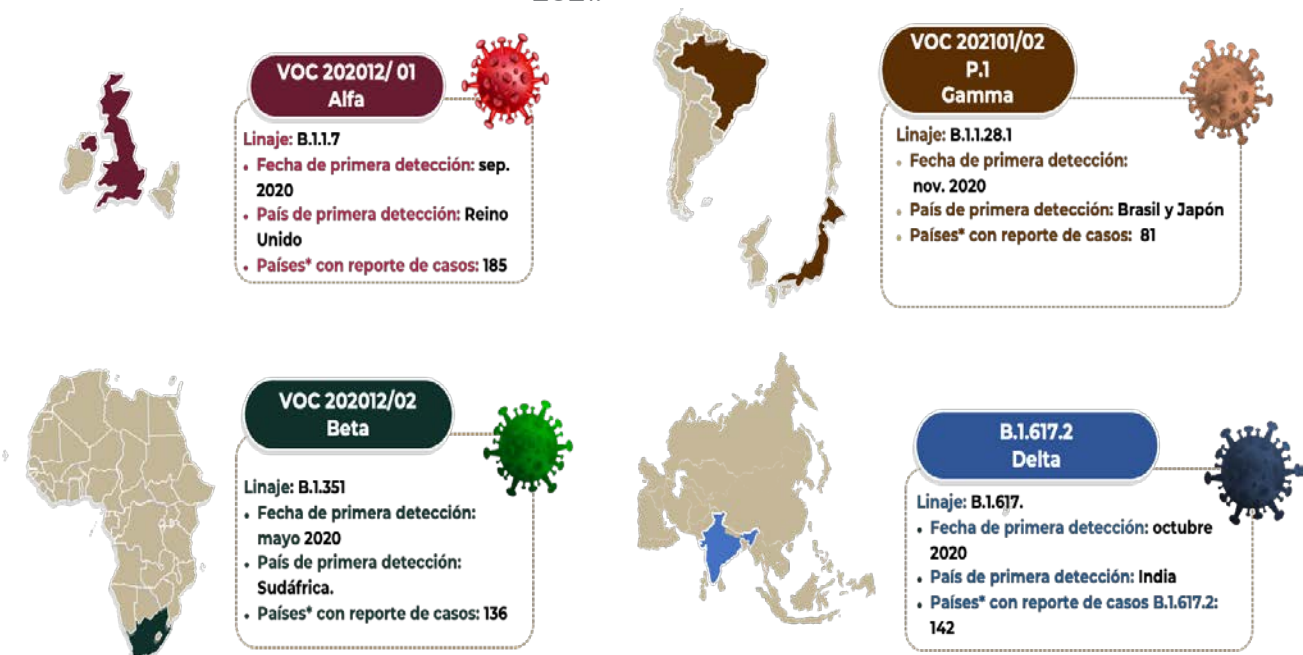 VOC 202012/ 01
Alfa
Linaje: B.1.1.7
• Fecha de primera detección: sep.
2020
• País de primera detección: Reino
Unido
• Países* con reporte de casos: 185
VOC 202101/02
P.1
Gamma
Linaje: B.1.1.28.1
• Fecha de primera detección:
nov. 2020
• País de primera detección: Brasil y Japón
• Países* con reporte de casos: 81
VOC 202012/02
Beta
Linaje: B.1.351
• Fecha de primera detección:
mayo 2020
• País de primera detección:
Sudáfrica.
• Países* con reporte de casos: 136
B.1.617.2
Delta
Linaje: B.1.617.
• Fecha de primera detección: octubre
2020
• País de primera detección: India
• Países* con reporte de casos B.1.617.2:
142